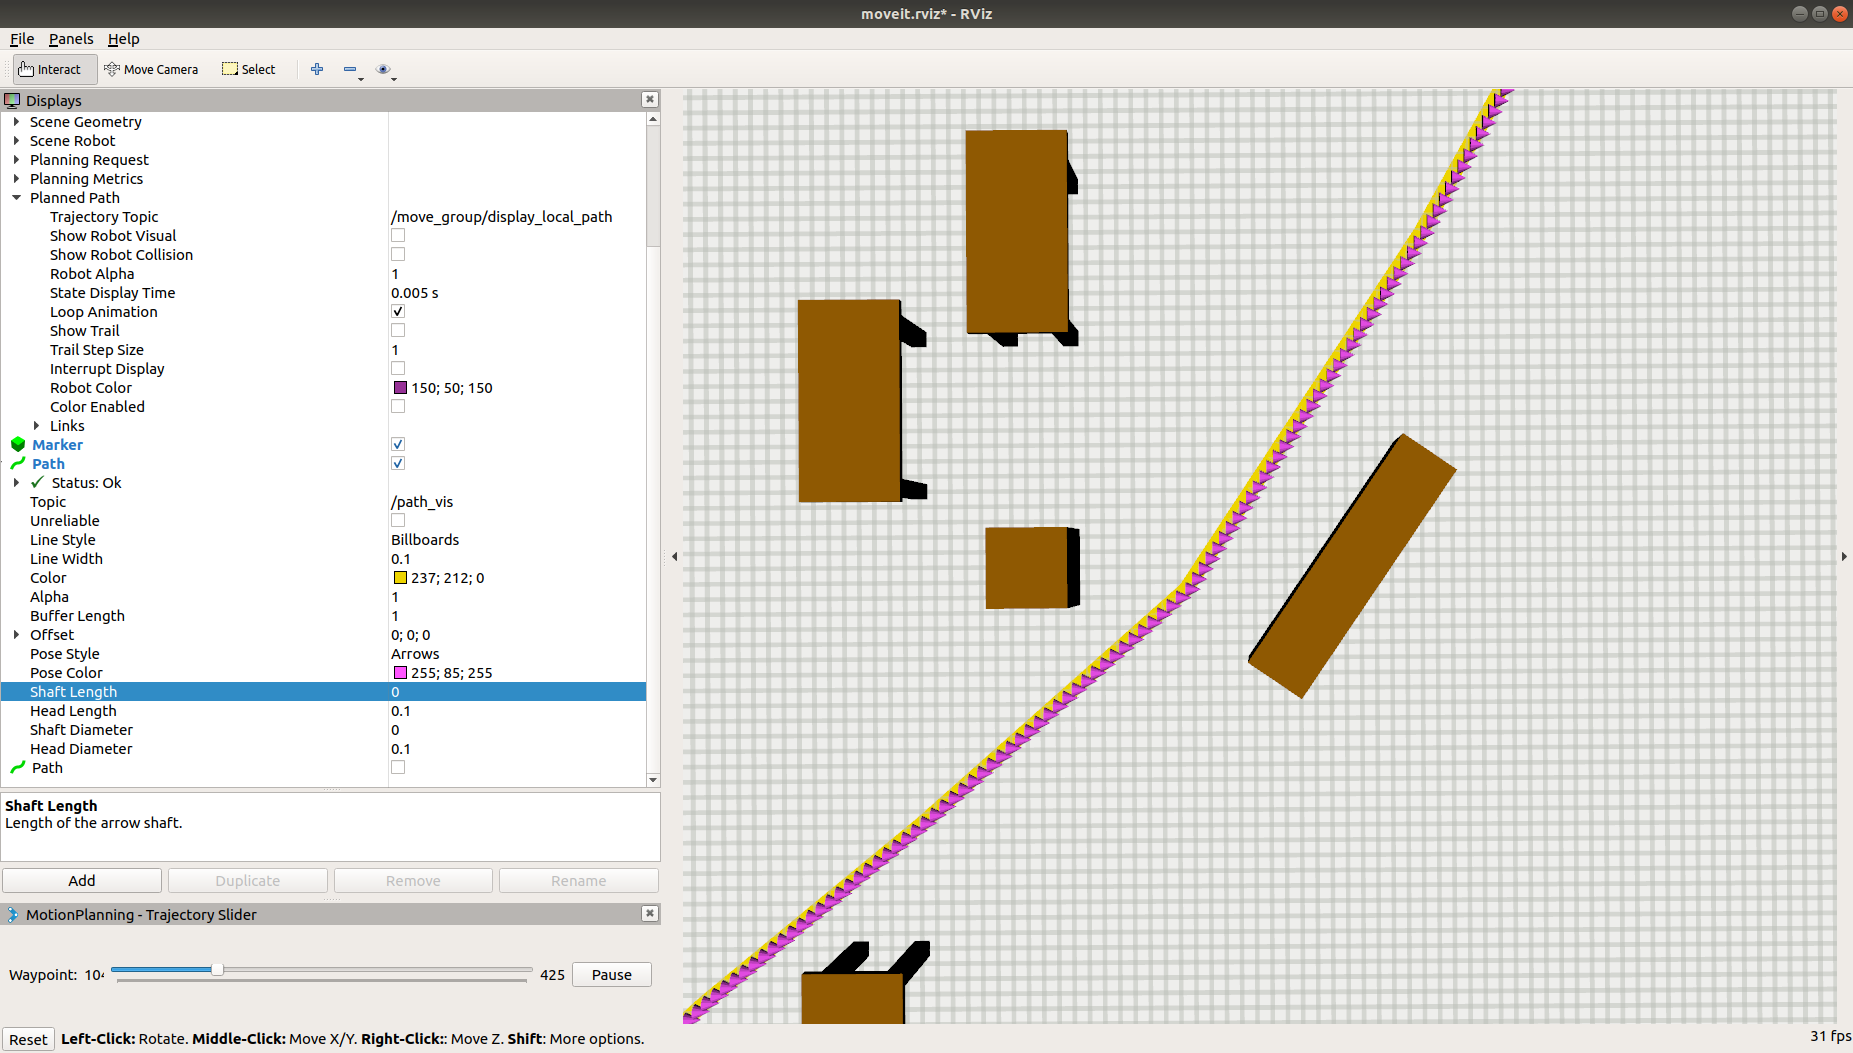 moveit.rviz* - RViz
File Panels Help
Interact Move Camera Select
Displays
Scene Geometry
Scene Robot
Planning Request
Planning Metrics
Planned Path
Trajectory Topic /move_group/display_local_path
Show Robot Visual
Show Robot Collision
Robot Alpha 1
State Display Time 0.005 s
Loop Animation
Show Trail
Trail Step Size 1
Interrupt Display
Robot Color 150; 50; 150
Color Enabled
Links
Marker
Path
Status: Ok
Topic /path_vis
Unreliable
Line Style Billboards
Line Width 0.1
Color 237; 212; 0
Alpha 1
Buffer Length 1
Offset 0; 0; 0
Pose Style Arrows
Pose Color 255; 85; 255
Shaft Length 0
Head Length 0.1
Shaft Diameter 0
Head Diameter 0.1
Path
Shaft Length
Length of the arrow shaft.
Add Duplicate Remove Rename
MotionPlanning - Trajectory Slider
Waypoint: 104 425 Pause
Reset Left-Click: Rotate. Middle-Click: Move X/Y. Right-Click:: Move Z. Shift: More options.
31 fps